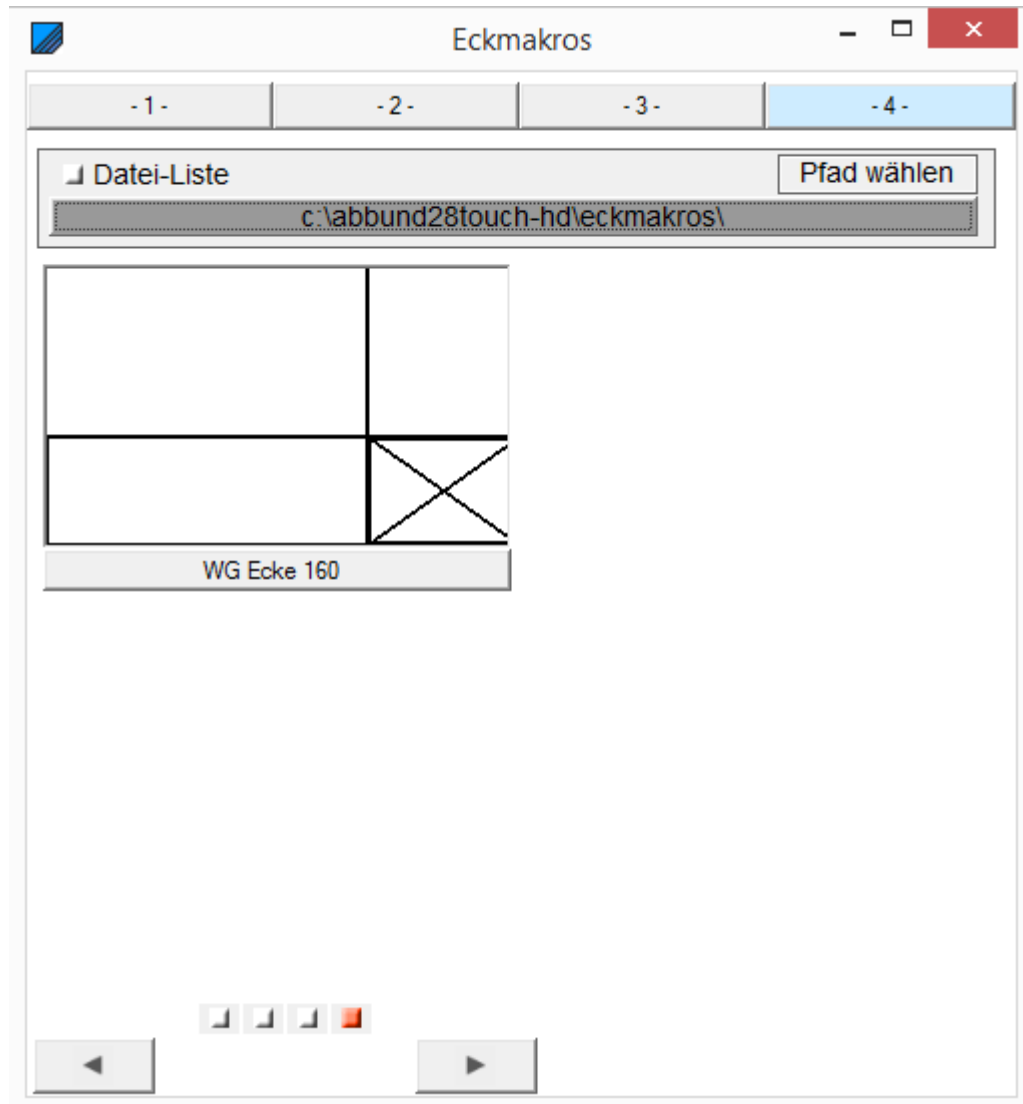 Eckmakros
- 1 - - 2 - - 3 - - 4 -
Datei-Liste Pfad wählen
c:\abbund28touch-hd\eckmakros\
WG Ecke 160